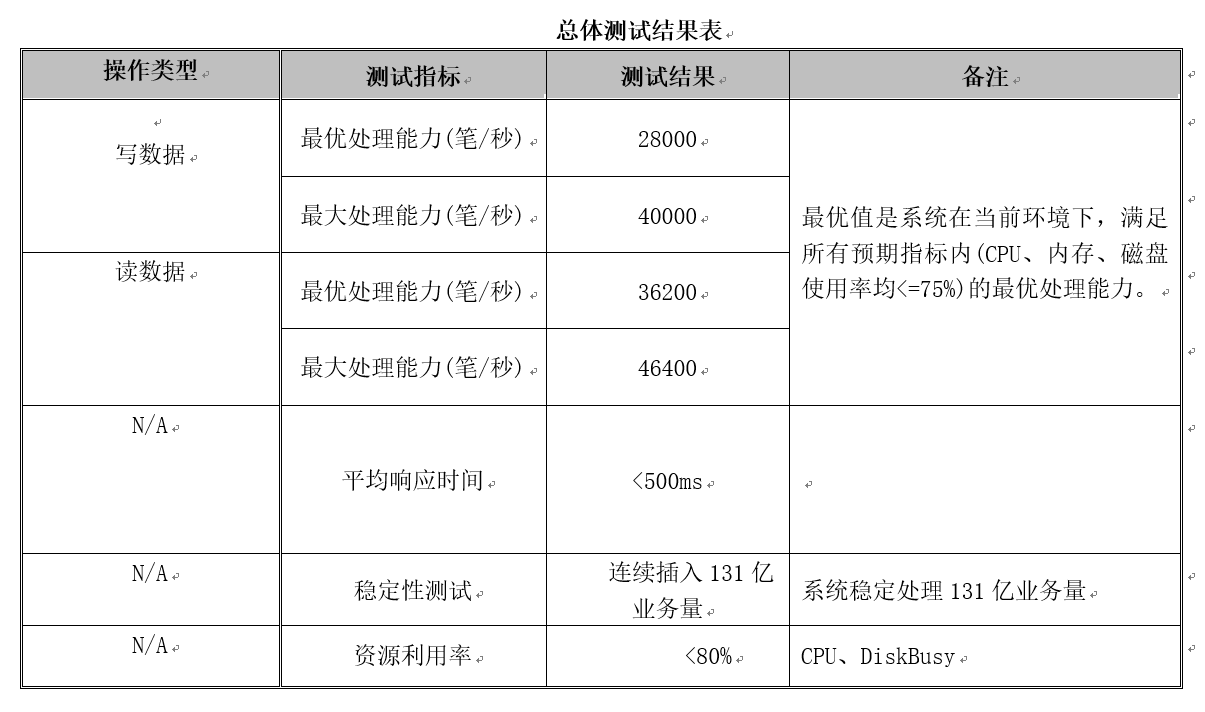 总体测试结果表
操作类型
测试指标
测试结果
备注
写数据
最优处理能力(笔/秒)
28000
最大处理能力(笔/秒)
40000
最优值是系统在当前环境下，满足
所有预期指标内(CPU、内存、磁盘
使用率均<=75%)的最优处理能力。
读数据
最优处理能力(笔/秒)
36200
最大处理能力(笔/秒)
46400
N/A
平均响应时间
<500ms
N/A
稳定性测试
连续插入 131 亿
业务量
系统稳定处理 131 亿业务量
N/A
资源利用率
<80%
CPU、DiskBusy